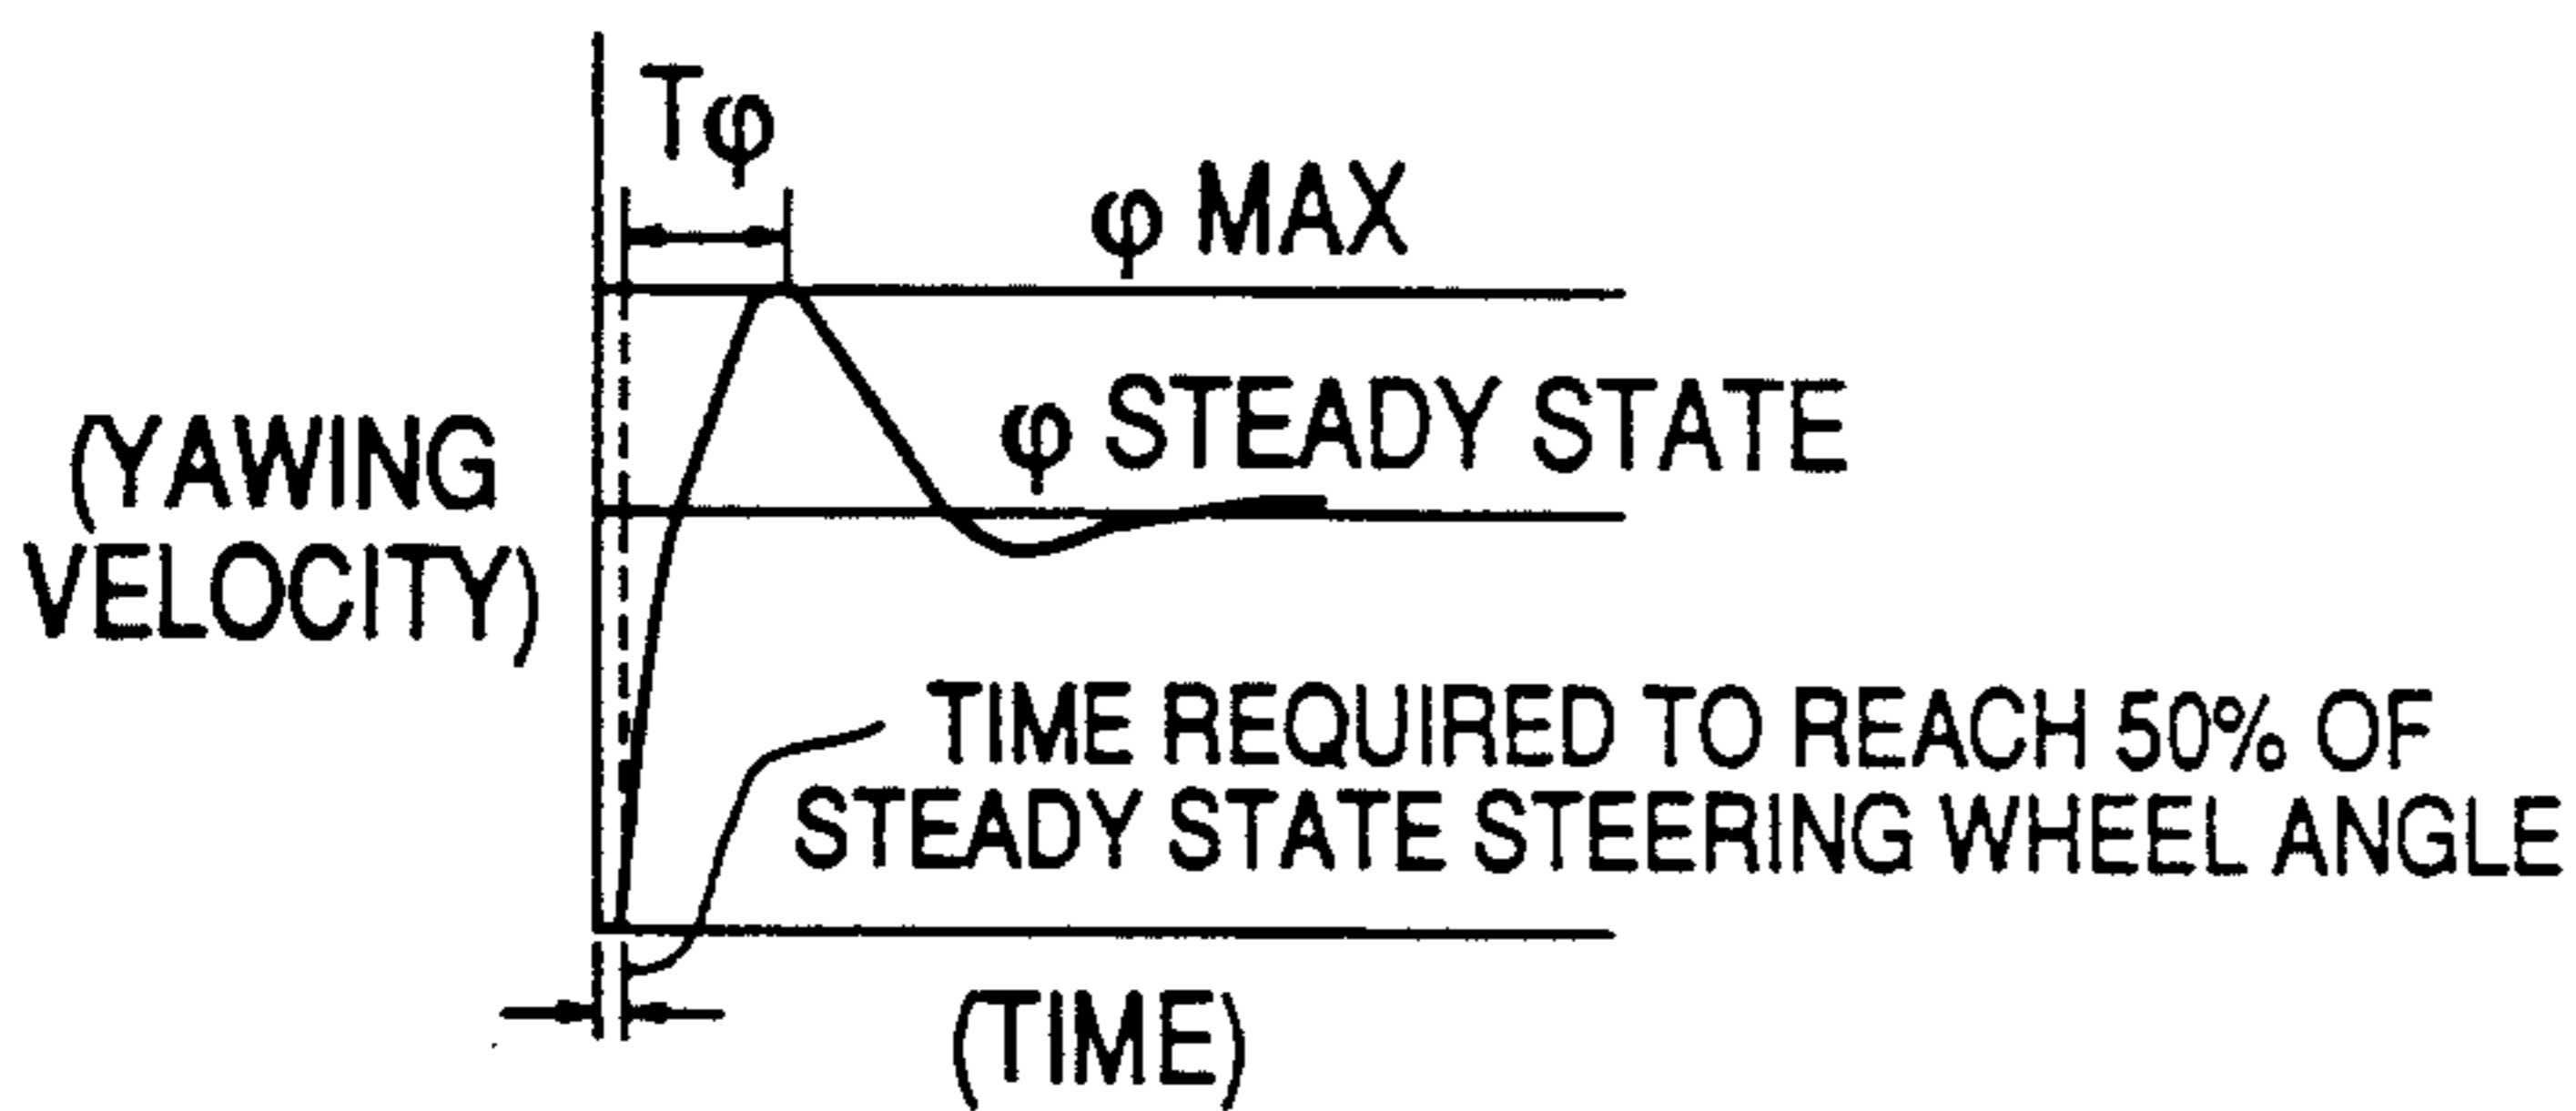 Tφ
φ MAX
φ STEADY STATE
(YAWING
VELOCITY)
TIME REQUIRED TO REACH 50% OF
STEADY STATE STEERING WHEEL ANGLE
(TIME)